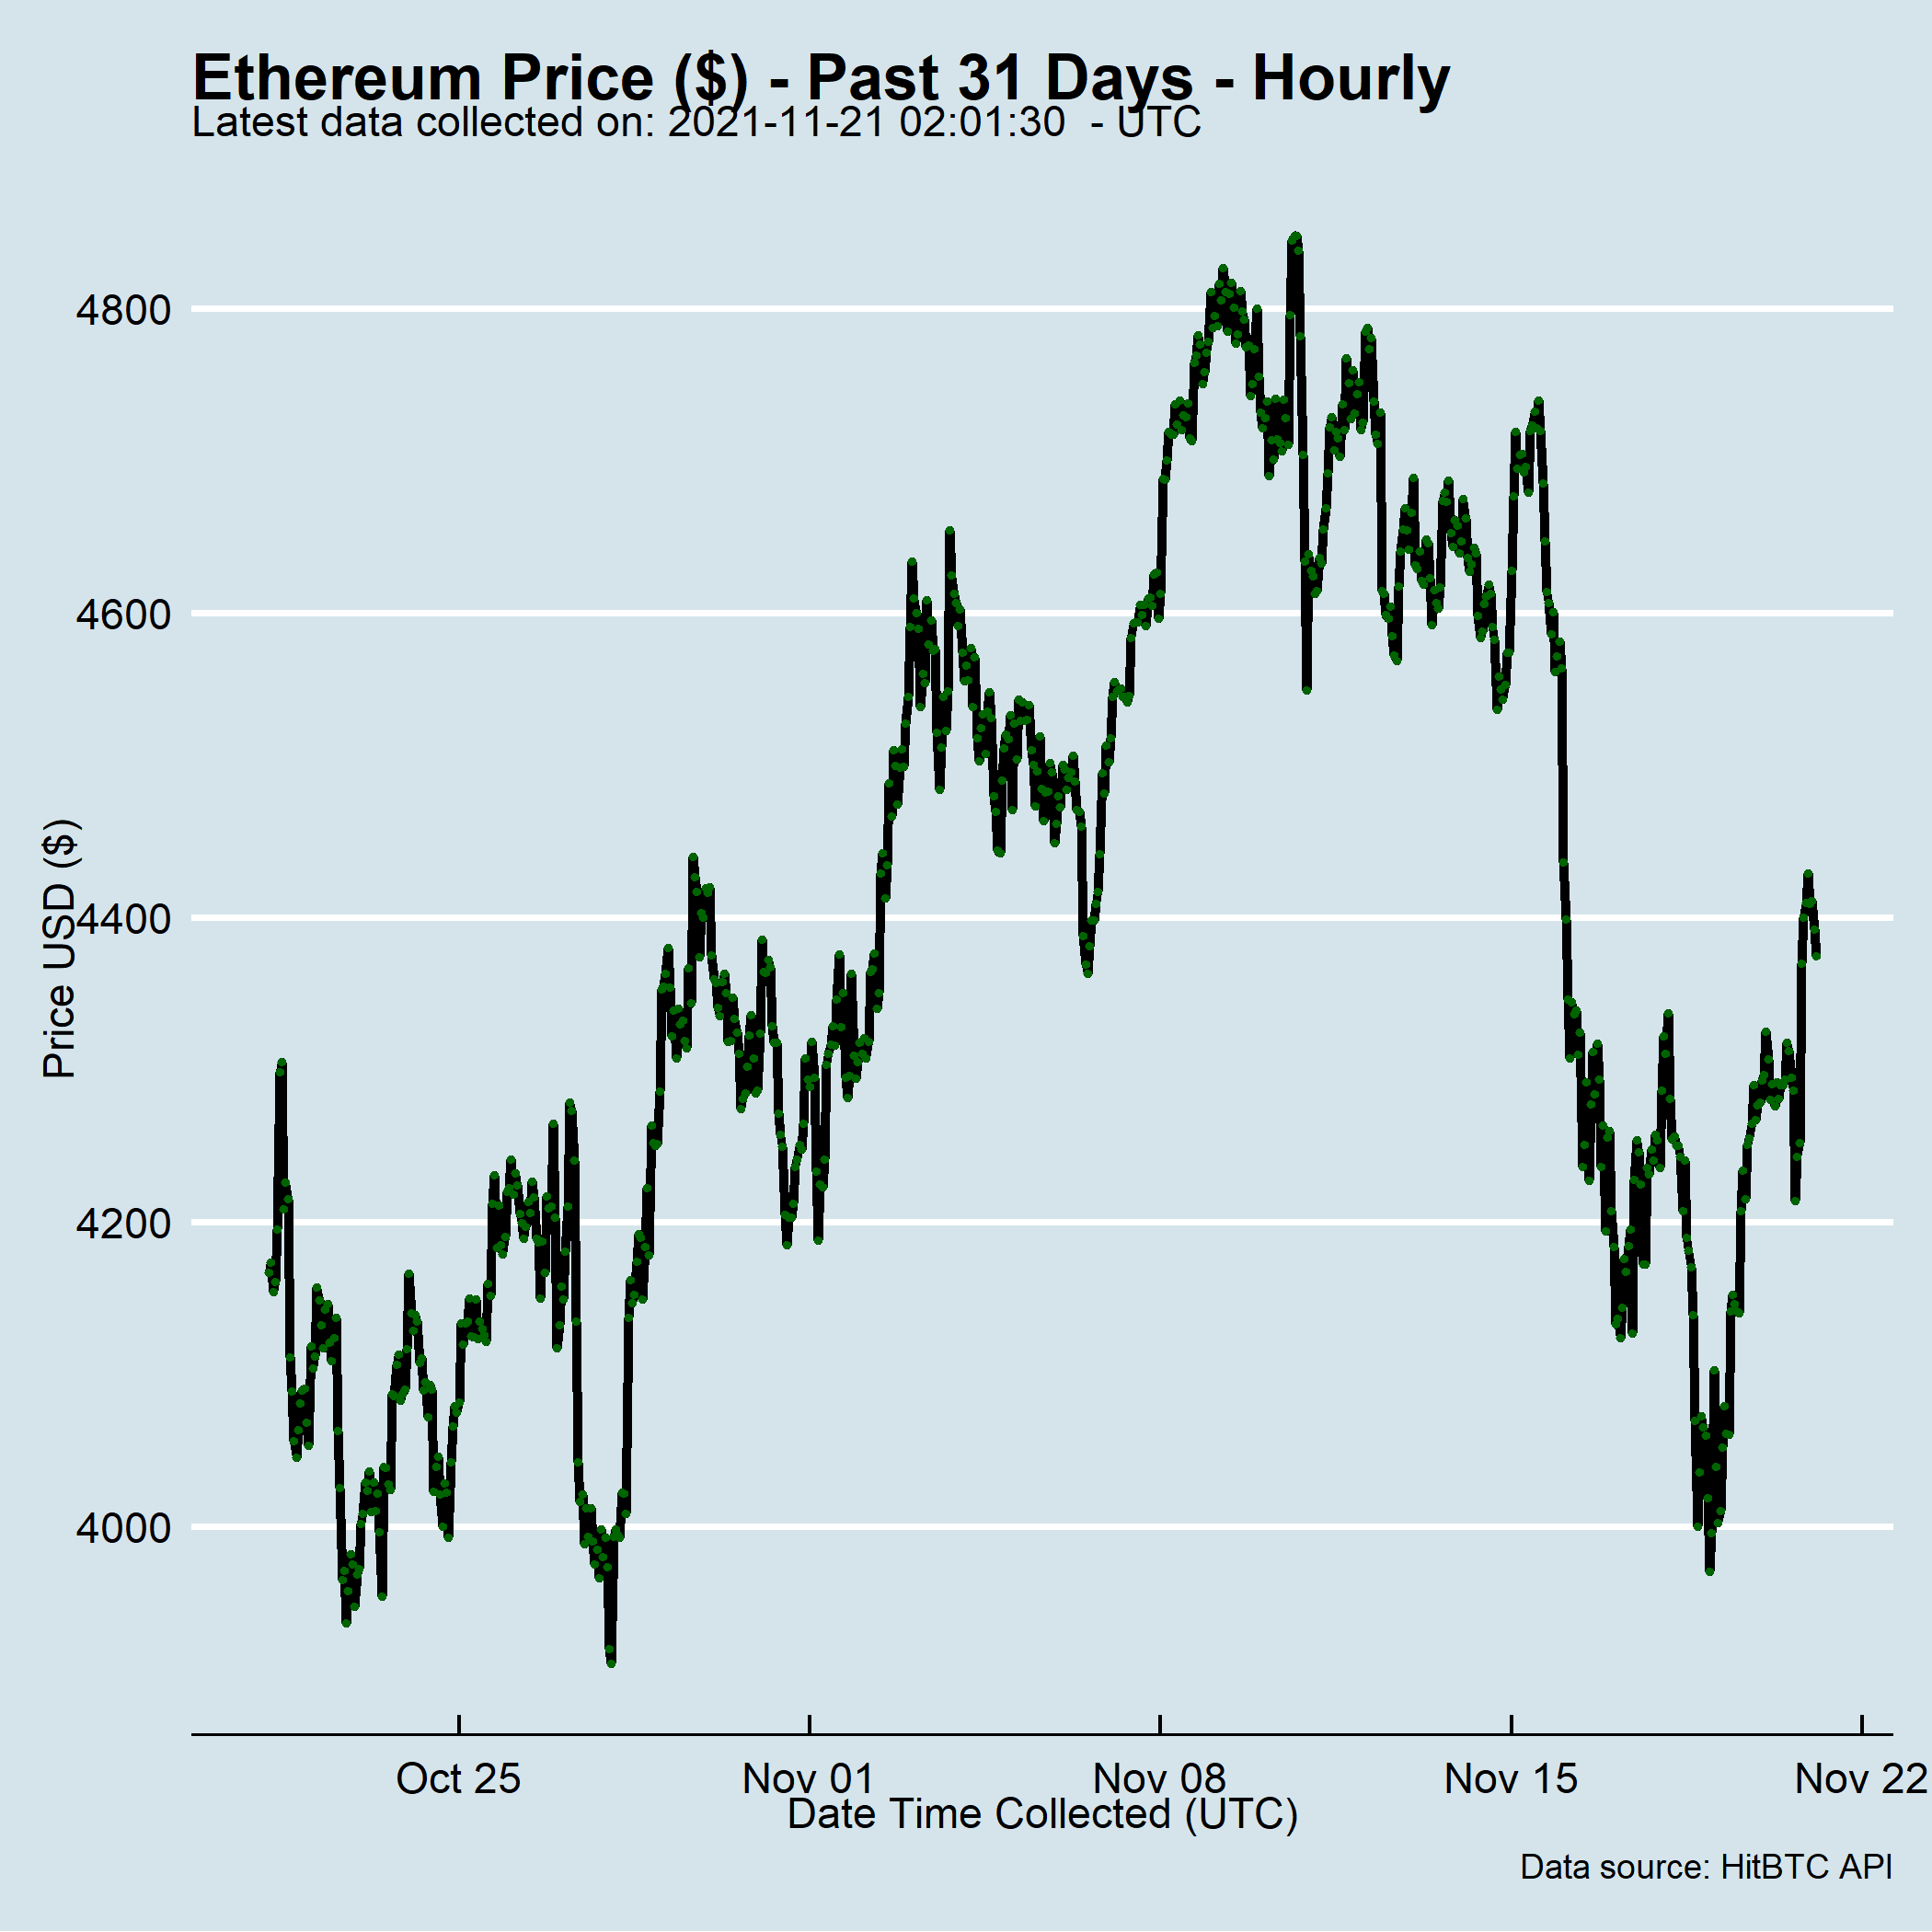 Ethereum Price ($) - Past 31 Days - Hourly
Latest data collected on: 2021-11-21 02:01:30  - UTC
4800
4600
4400
4200
4000
Price USD ($)
Oct 25
Nov 01
Nov 08
Nov 15
Nov 22
Date Time Collected (UTC)
Data source: HitBTC API